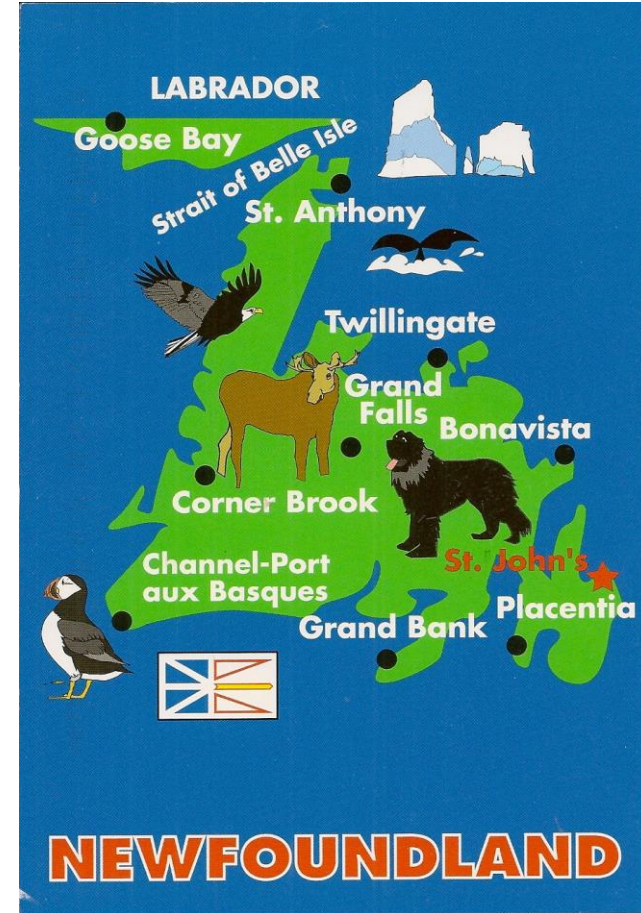 LABRADOR
Goose Bay
Strait of Belle Isle
St. Anthony
Twillingate
Grand
Falls
Bonavista
Corner Brook
Channel-Port
aux Basques
St. John's
Placentia
Grand Bank
NEWFOUNDLAND